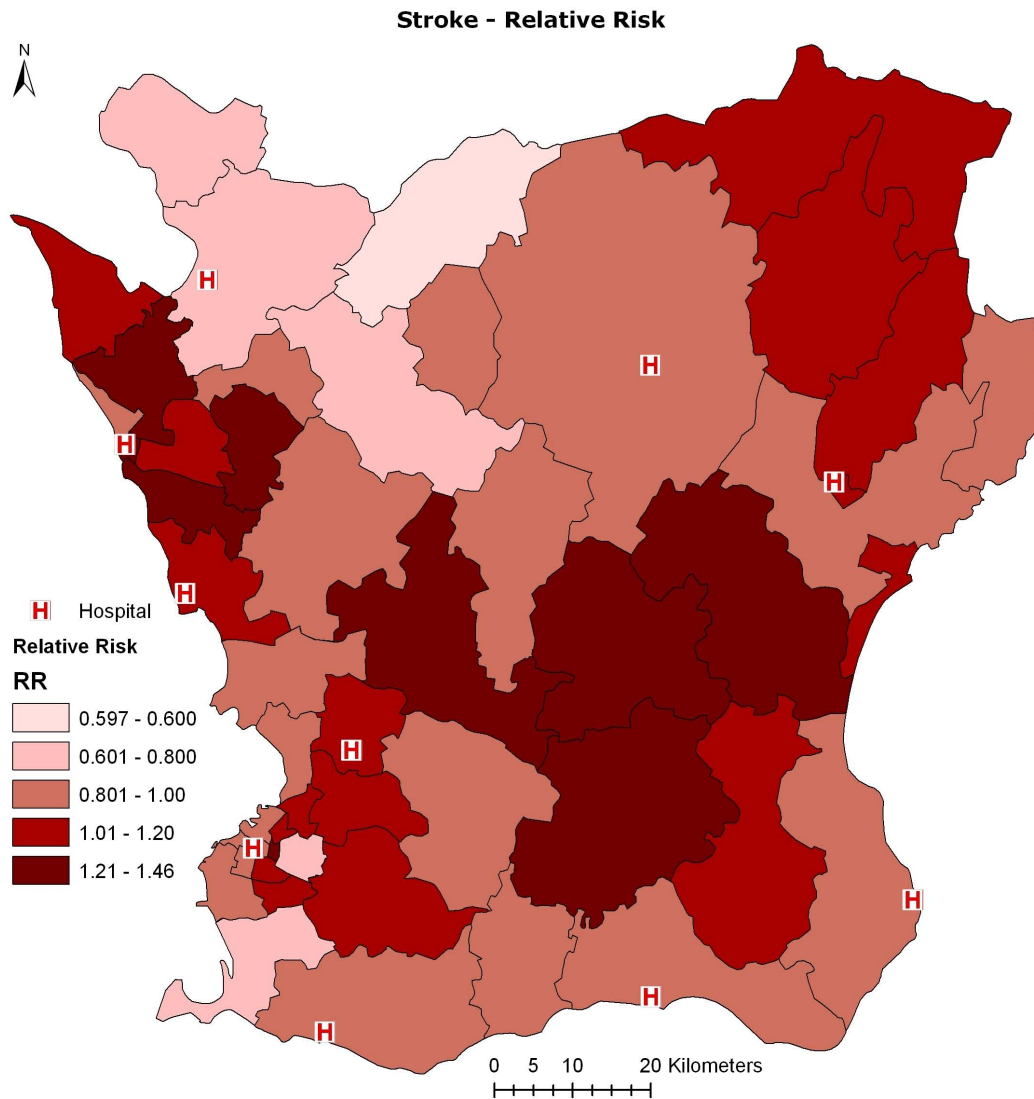 Stroke - Relative Risk
N
H
H
H
H
H
H Hospital
Relative Risk
RR
0.597 - 0.600
0.601 - 0.800
0.801 - 1.00
1.01 - 1.20
1.21 - 1.46
H
H
H
H
H
0 5 10 20 Kilometers